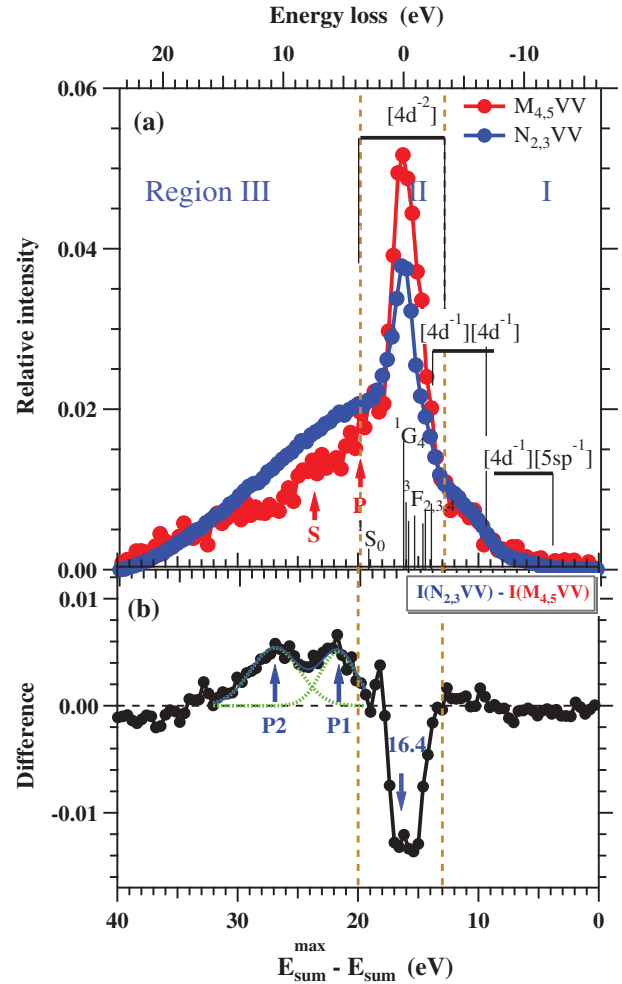 Energy loss (eV)
20 10 0 -10
0.06
(a)
[4d⁻²]
M₄,₅VV
N₂,₃VV
Region III
II
I
0.04
Relative intensity
[4d⁻¹][4d⁻¹]
0.02
¹G₄
[4d⁻¹][5sp⁻¹]
³F₂,₃,₄
S
P
¹S₀
0.00
I(N₂,₃VV) - I(M₄,₅VV)
0.01
(b)
0.00
P2 P1
16.4
Difference
-0.01
40 30 20 10 0
E_sum^max - E_sum (eV)